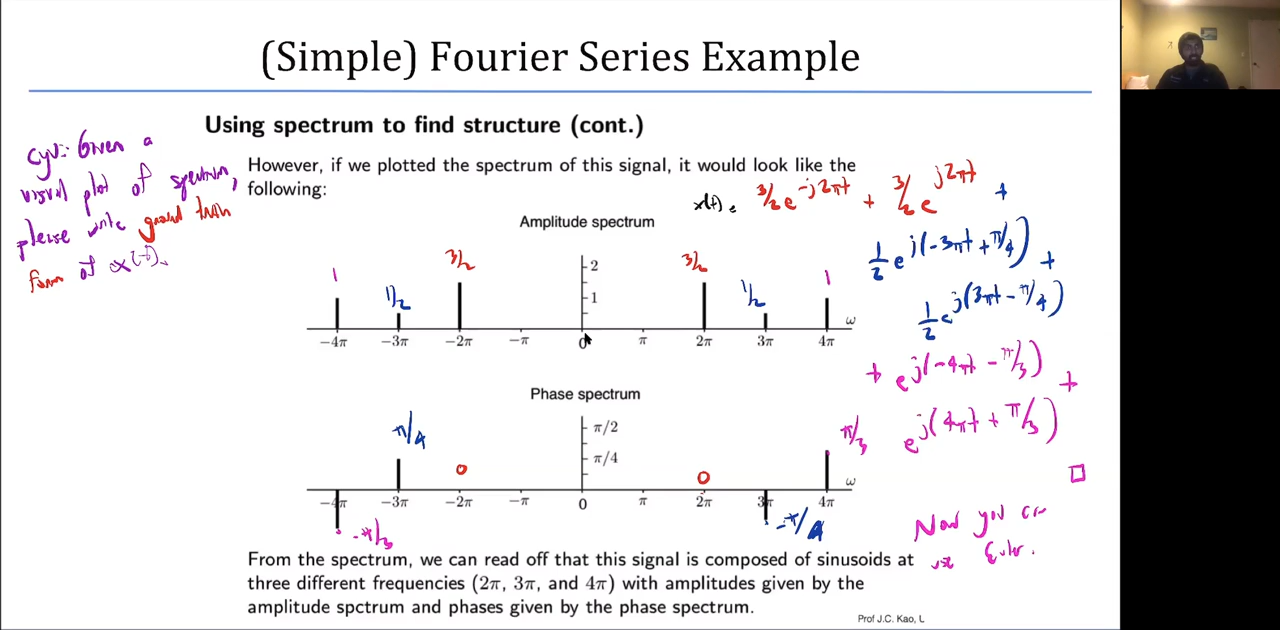 (Simple) Fourier Series Example
Using spectrum to find structure (cont.)
However, if we plotted the spectrum of this signal, it would look like the
following:
Given a
visual plot of spectrum,
please write
form of x(t).
x(t) = 3/2 e^-j2πt + 3/2 e^j2πt +
1/2 e^j(-3πt + π/4) +
1/2 e^j(3πt - π/4)
+ e^j(-4πt - π/3) +
e^j(4πt + π/3)
Amplitude spectrum
1 1/2 3/2 3/2 1/2 1
2
1
ω
-4π -3π -2π -π 0 π 2π 3π 4π
Phase spectrum
π/4 0 0 π/3
π/2
π/4
ω
-4π -3π -2π -π 0 π 2π 3π 4π
-π/3 -π/4
Now you can
use Euler.
From the spectrum, we can read off that this signal is composed of sinusoids at
three different frequencies (2π, 3π, and 4π) with amplitudes given by the
amplitude spctrum and phases given by the phase spectrum.
Prof J.C. Kao, L